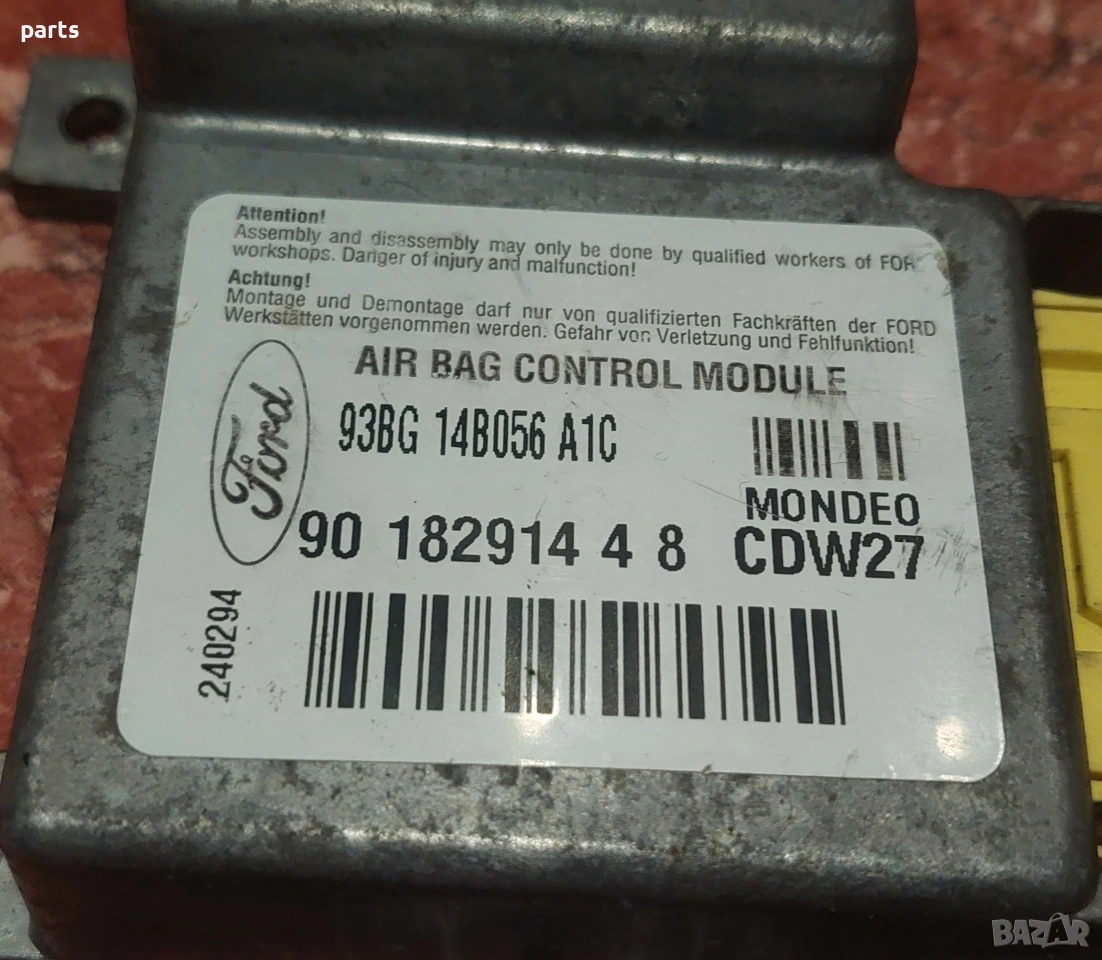 parts
Attention!
Assembly and disassembly may only be done by qualified workers of FORD
workshops. Danger of injury and malfunction!
Achtung!
Montage und Demontage darf nur von qualifizierten Fachkräften der FORD
Werkstätten vorgenommen werden. Gefahr von Verletzung und Fehlfunktion!
AIR BAG CONTROL MODULE
Ford
93BG 14B056 A1C
MONDEO
90 182914 4 8 CDW27
240294
BAZAR